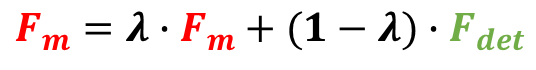 F_m = λ · F_m + (1 − λ) · F_det